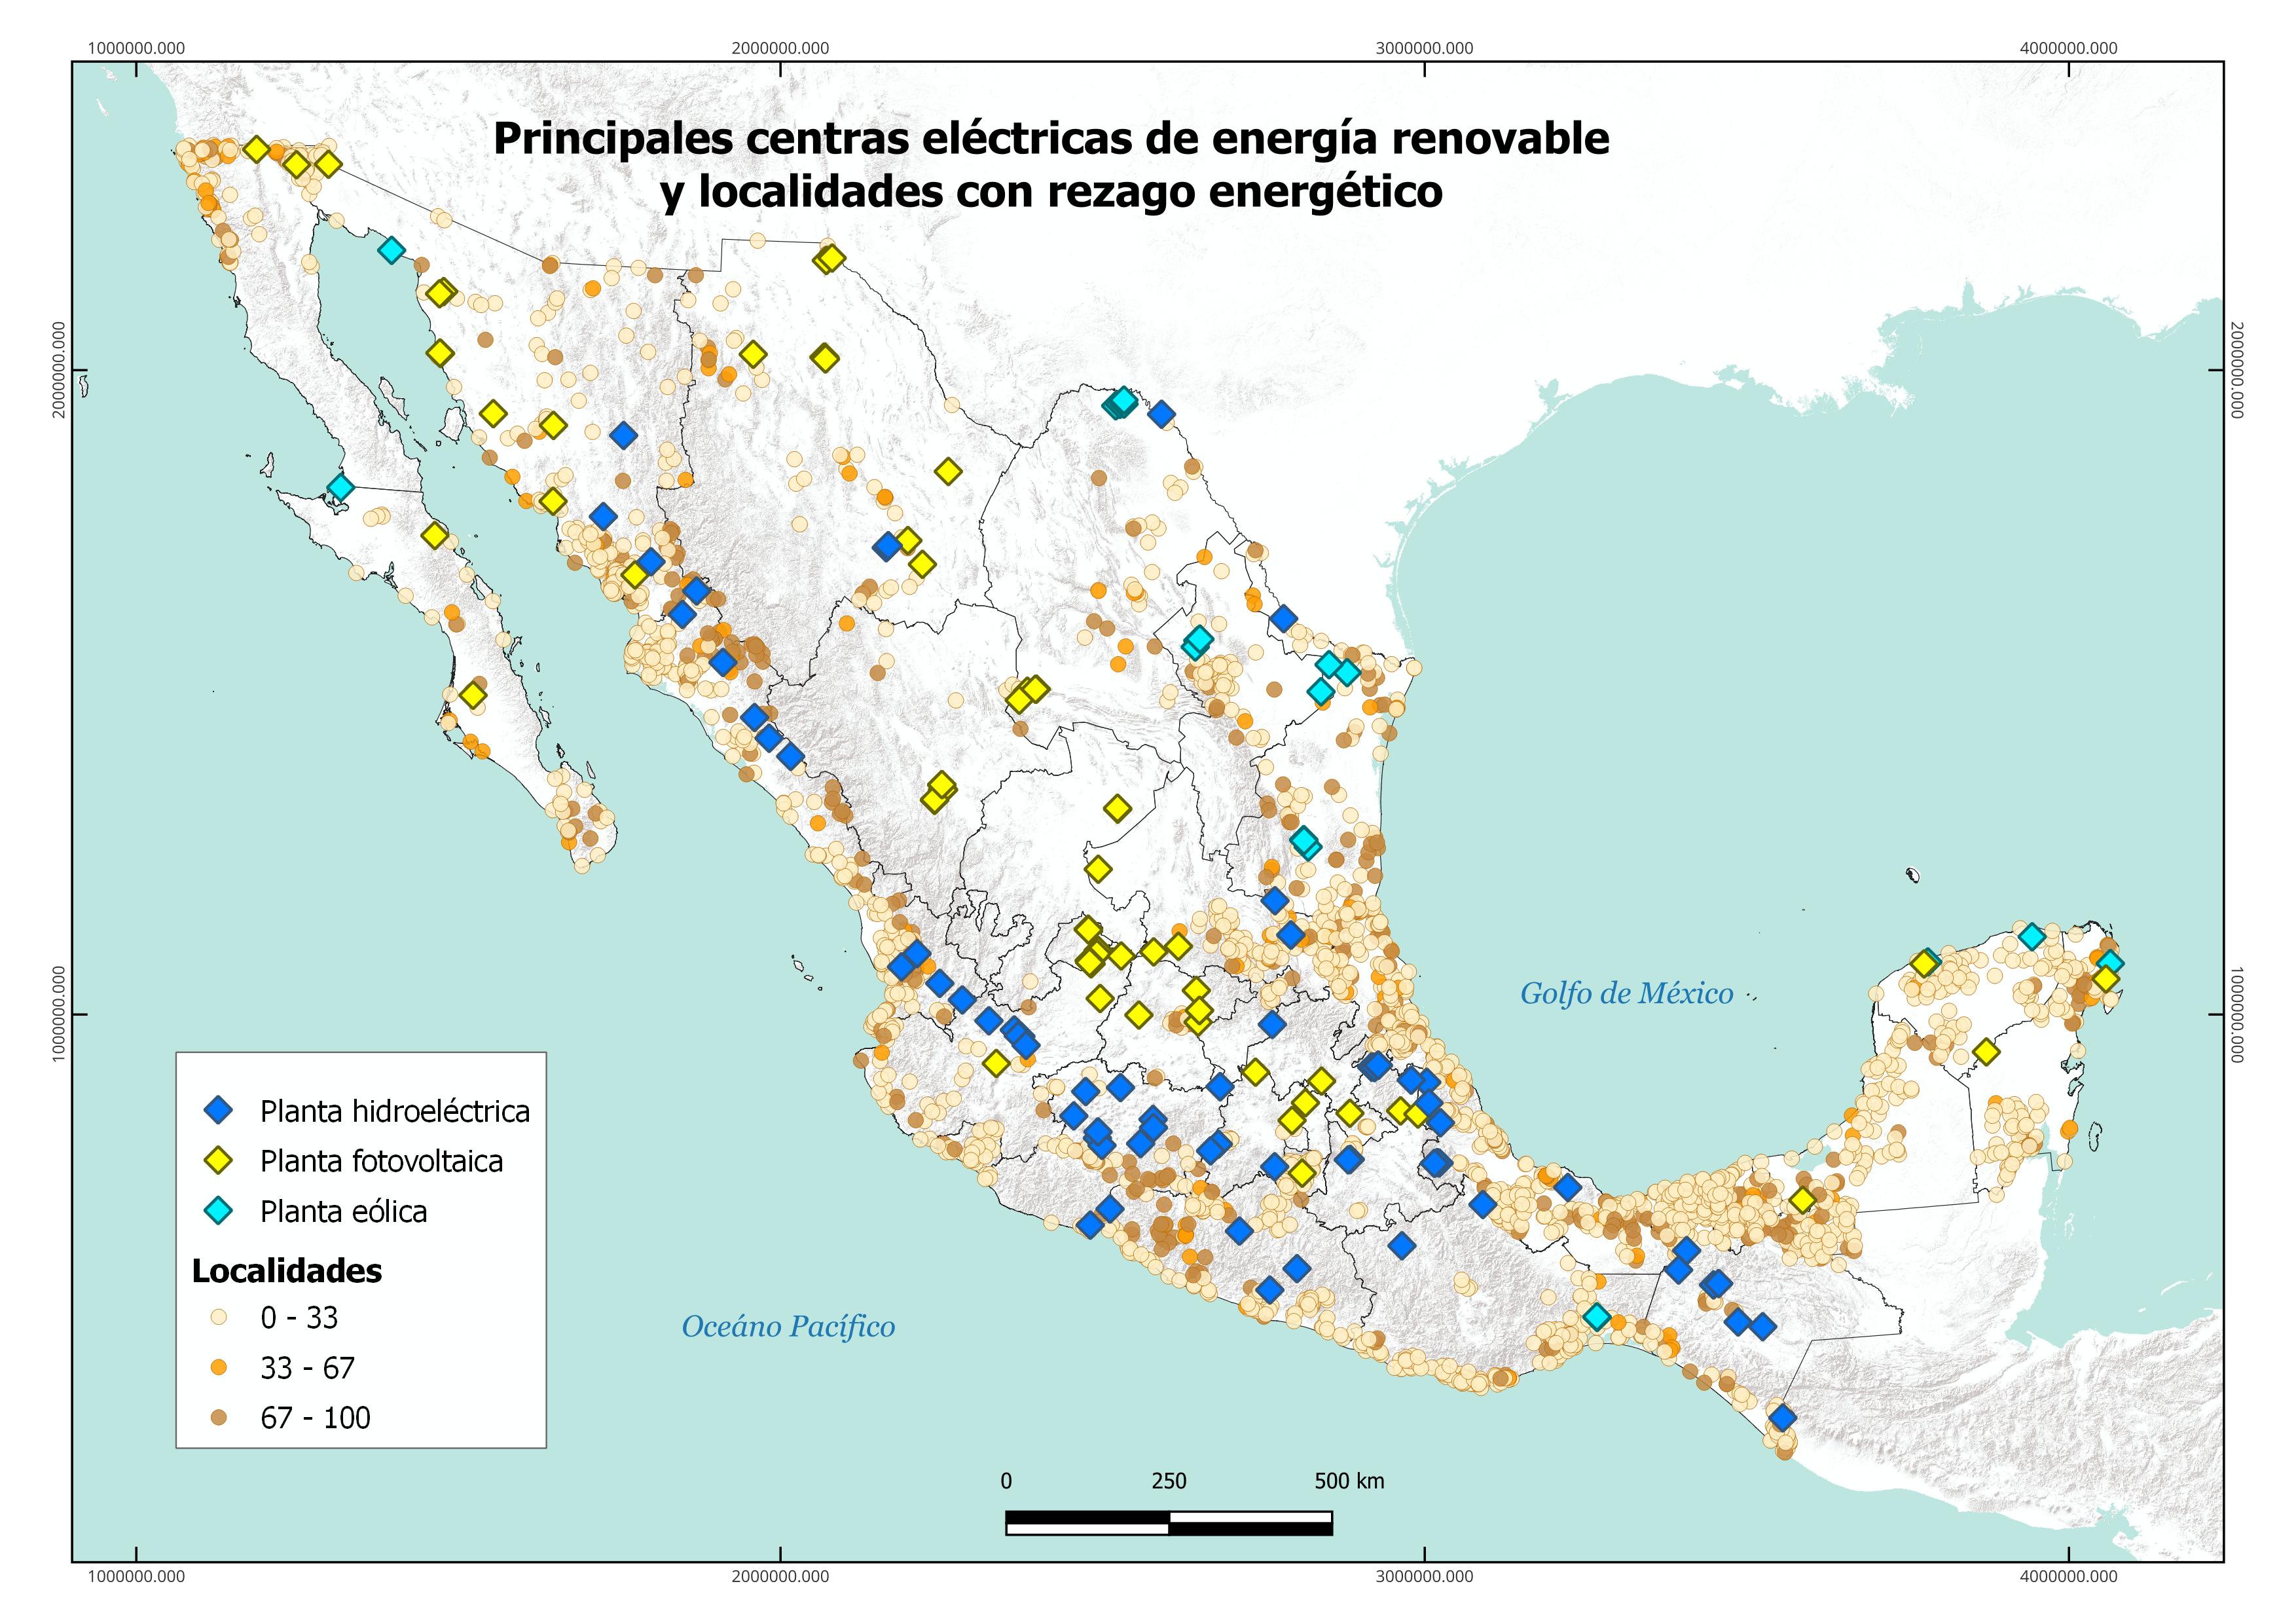 1000000.000
2000000.000
3000000.000
4000000.000
Principales centras eléctricas de energía renovable
y localidades con rezago energético
2000000.000
2000000.000
Golfo de México
1000000.000
1000000.000
Planta hidroeléctrica
Planta fotovoltaica
Planta eólica
Localidades
0 - 33
33 - 67
67 - 100
Oceáno Pacífico
0
250
500 km
1000000.000
2000000.000
3000000.000
4000000.000